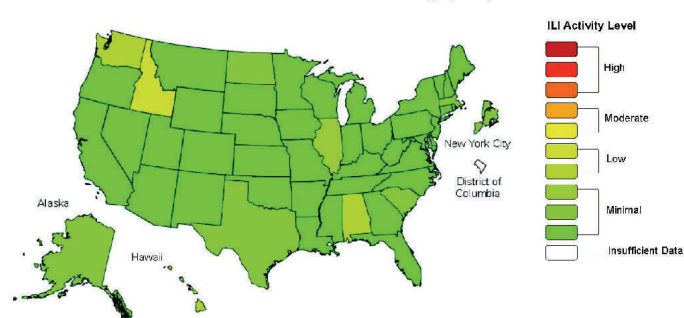 ILI Activity Level
High
Moderate
Low
Minimal
Insufficient Data
New York City
District of
Columbia
Alaska
Hawaii